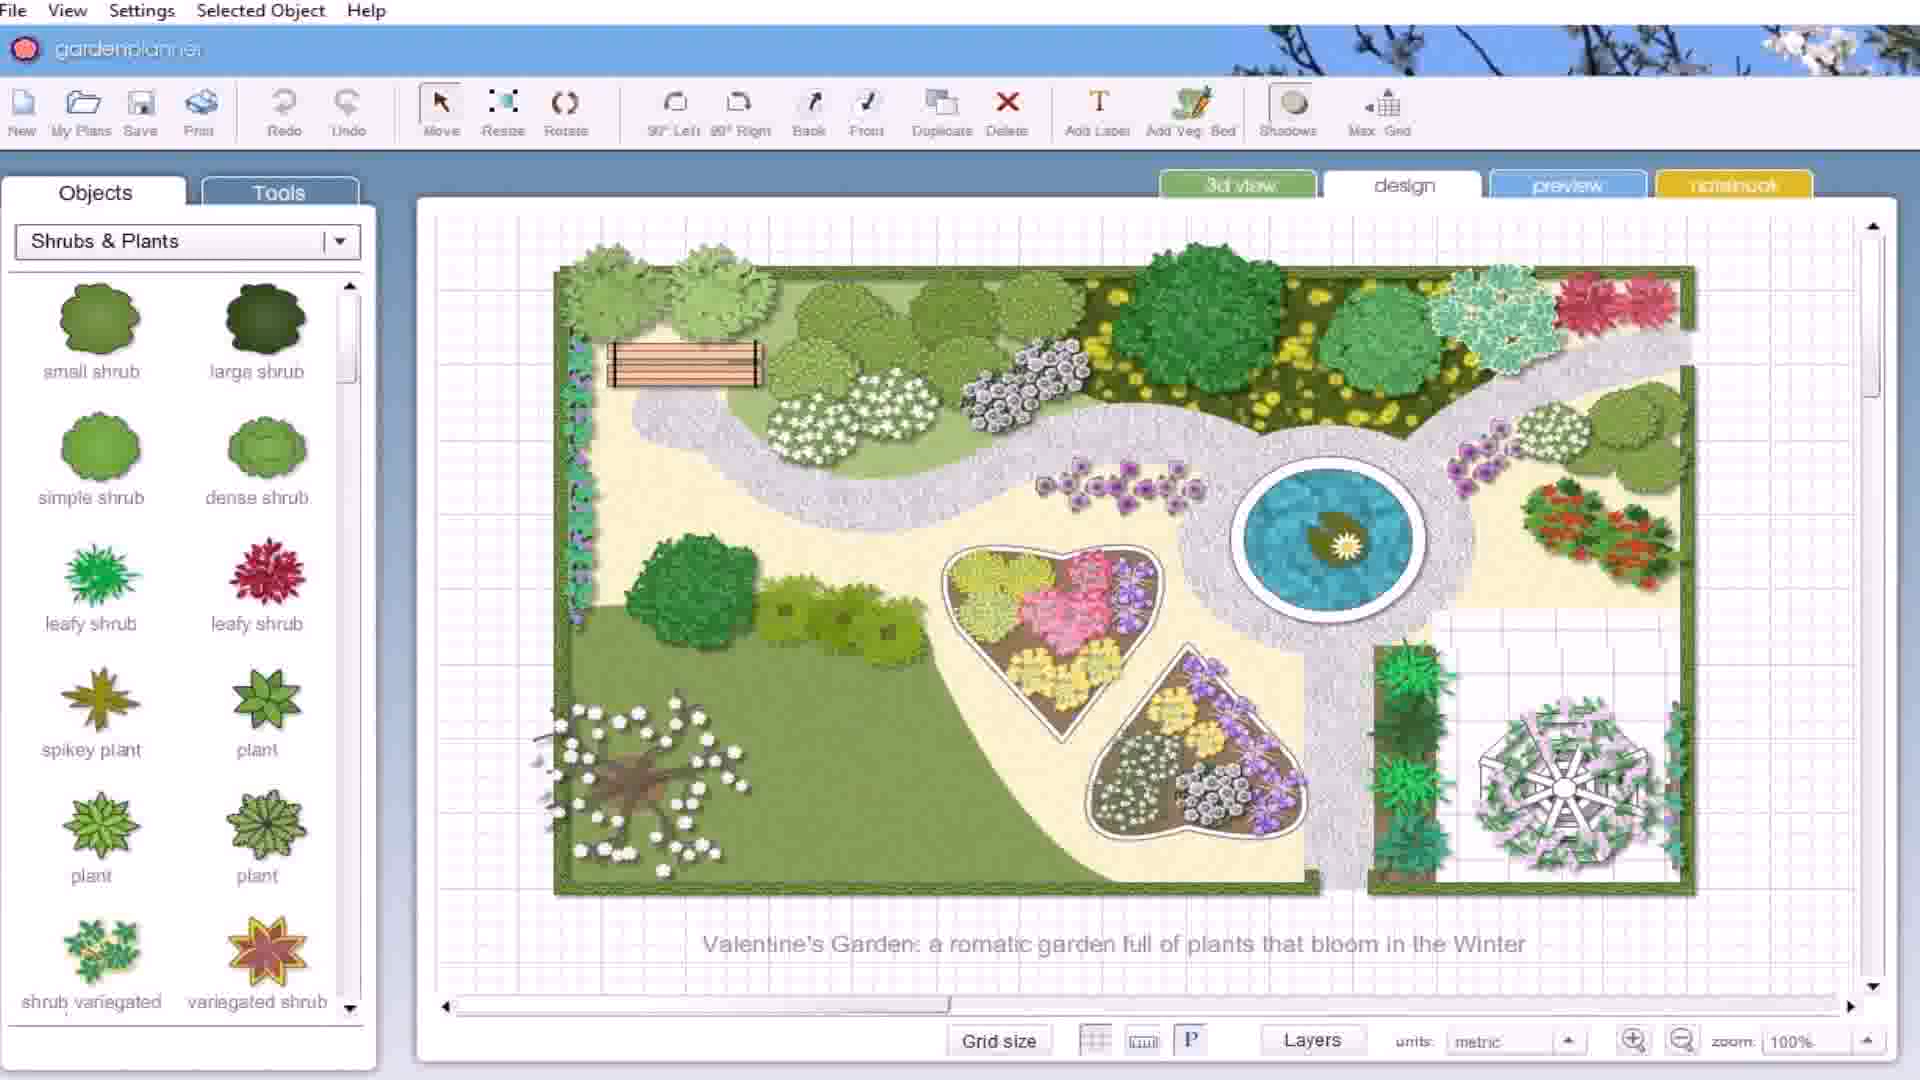 File View Settings Selected Object Help
gardenplanner
New My Plans Save Print Redo Undo Move Resize Rotate 90° Left 90° Right Back Front Duplicate Delete Add Label Add Veg. Bed Shadows Max. Grid
Objects Tools 3d view design preview notebook
Shrubs & Plants
small shrub large shrub
simple shrub dense shrub
leafy shrub leafy shrub
spikey plant plant
plant plant
shrub variegated variegated shrub
Valentine's Garden: a romatic garden full of plants that bloom in the Winter
Grid size P Layers units: metric zoom: 100%